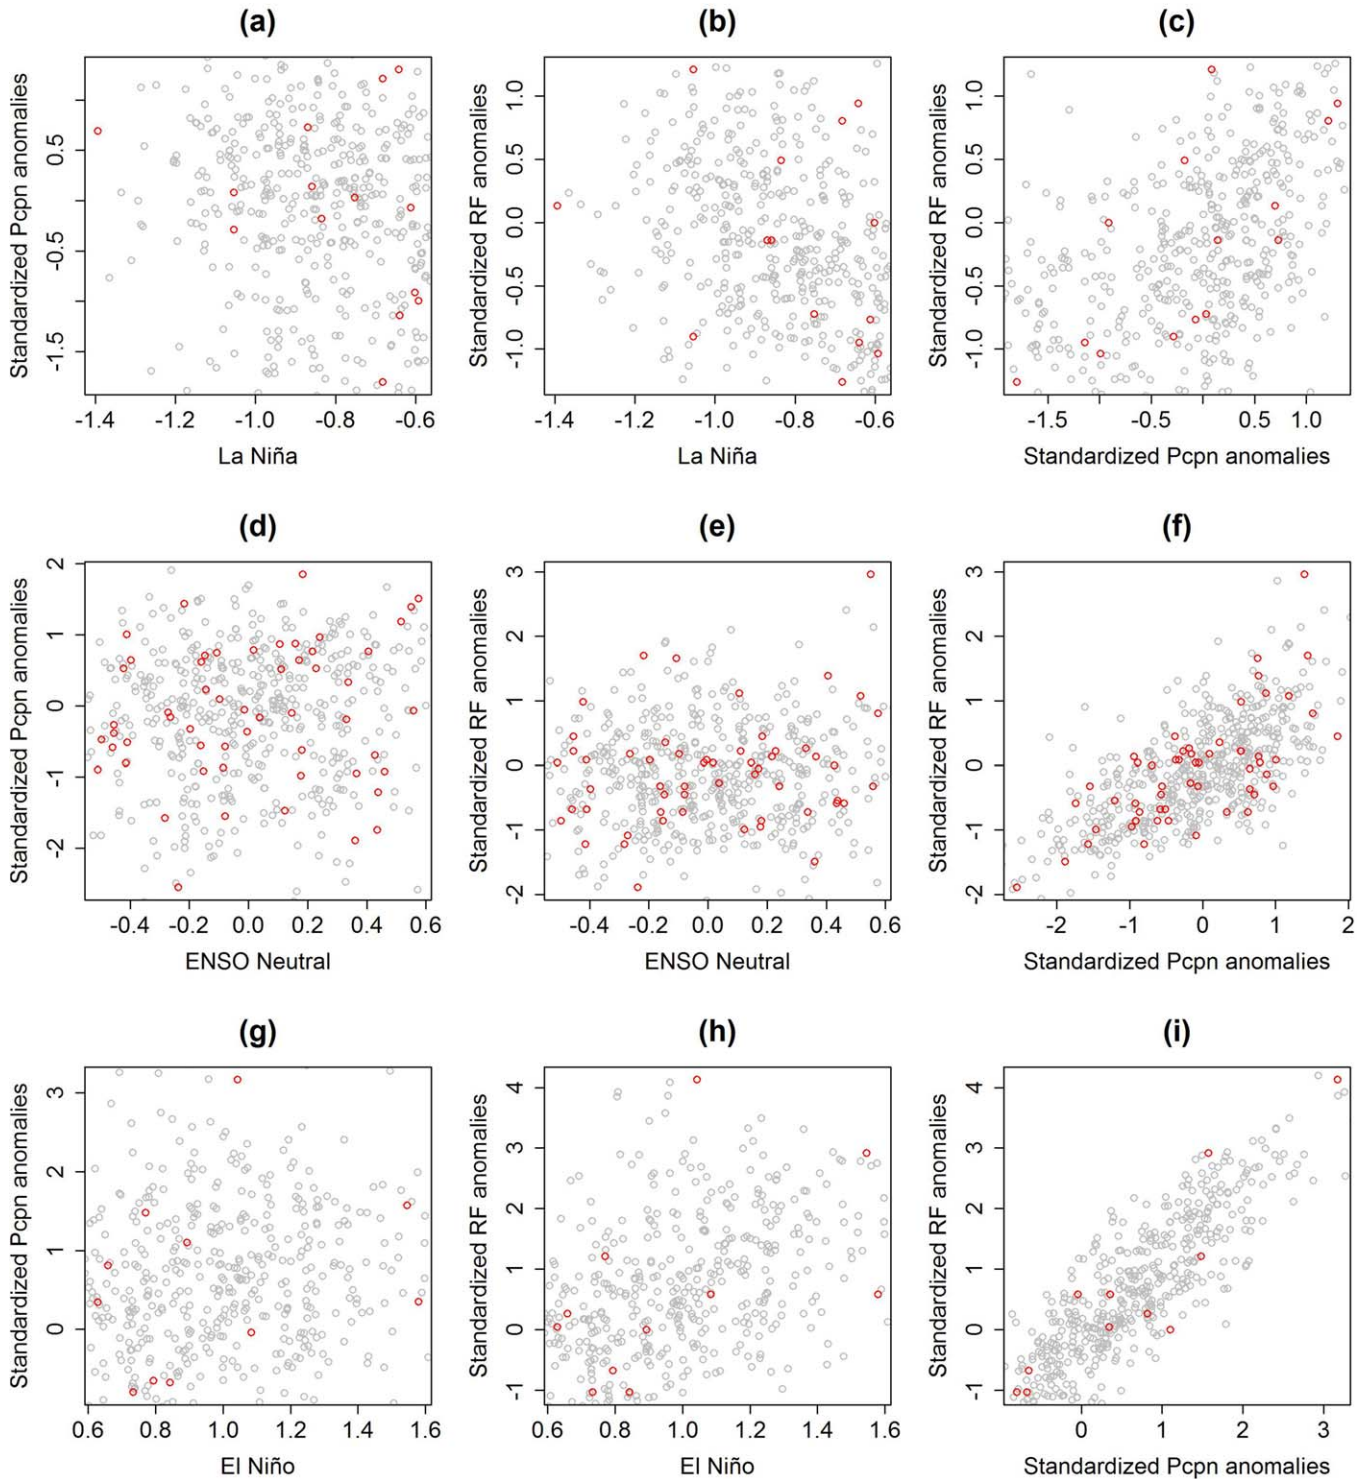 (a)
Standardized Pcpn anomalies
0.5
-0.5
-1.5
-1.4 -1.2 -1.0 -0.8 -0.6
La Niña
(b)
Standardized RF anomalies
1.0
0.5
0.0
-0.5
-1.0
-1.4 -1.2 -1.0 -0.8 -0.6
La Niña
(c)
Standardized RF anomalies
1.0
0.5
0.0
-0.5
-1.0
-1.5 -0.5 0.5 1.0
Standardized Pcpn anomalies
(d)
Standardized Pcpn anomalies
2
1
0
-1
-2
-0.4 -0.2 0.0 0.2 0.4 0.6
ENSO Neutral
(e)
Standardized RF anomalies
3
2
1
0
-1
-2
-0.4 -0.2 0.0 0.2 0.4 0.6
ENSO Neutral
(f)
Standardized RF anomalies
3
2
1
0
-1
-2
-2 -1 0 1 2
Standardized Pcpn anomalies
(g)
Standardized Pcpn anomalies
3
2
1
0
0.6 0.8 1.0 1.2 1.4 1.6
El Niño
(h)
Standardized RF anomalies
4
3
2
1
0
-1
0.6 0.8 1.0 1.2 1.4 1.6
El Niño
(i)
Standardized RF anomalies
4
3
2
1
0
-1
0 1 2 3
Standardized Pcpn anomalies